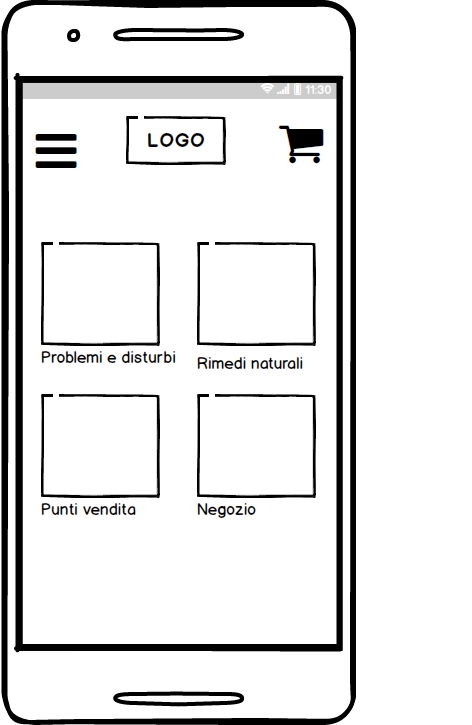 11:30
LOGO
Problemi e disturbi
Rimedi naturali
Punti vendita
Negozio